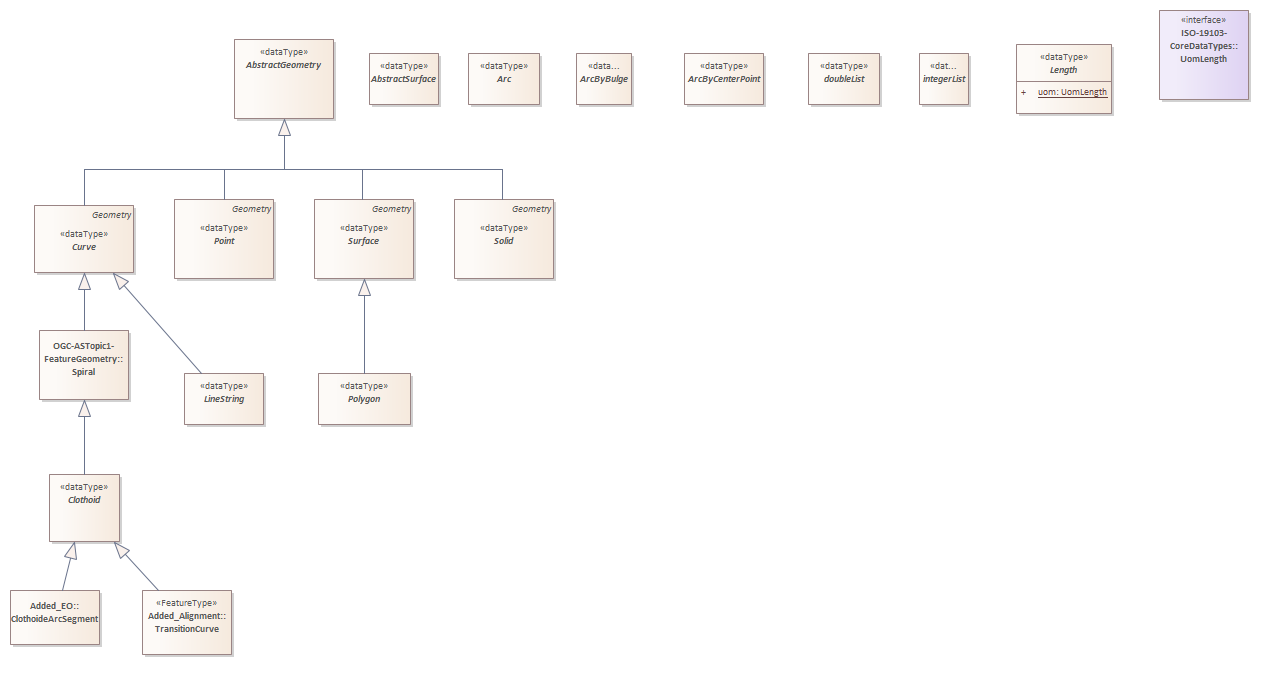 «dataType»
AbstractGeometry
«dataType»
AbstractSurface
«dataType»
Arc
«data...
ArcByBulge
«dataType»
ArcByCenterPoint
«dataType»
doubleList
«dat...
integerList
«dataType»
Length
+ uom: UomLength
«interface»
ISO-19103-
CoreDataTypes::
UomLength
Geometry
«dataType»
Curve
Geometry
«dataType»
Point
Geometry
«dataType»
Surface
Geometry
«dataType»
Solid
OGC-ASTopic1-
FeatureGeometry::
Spiral
«dataType»
LineString
«dataType»
Polygon
«dataType»
Clothoid
Added_EO::
ClothoideArcSegment
«FeatureType»
Added_Alignment::
TransitionCurve